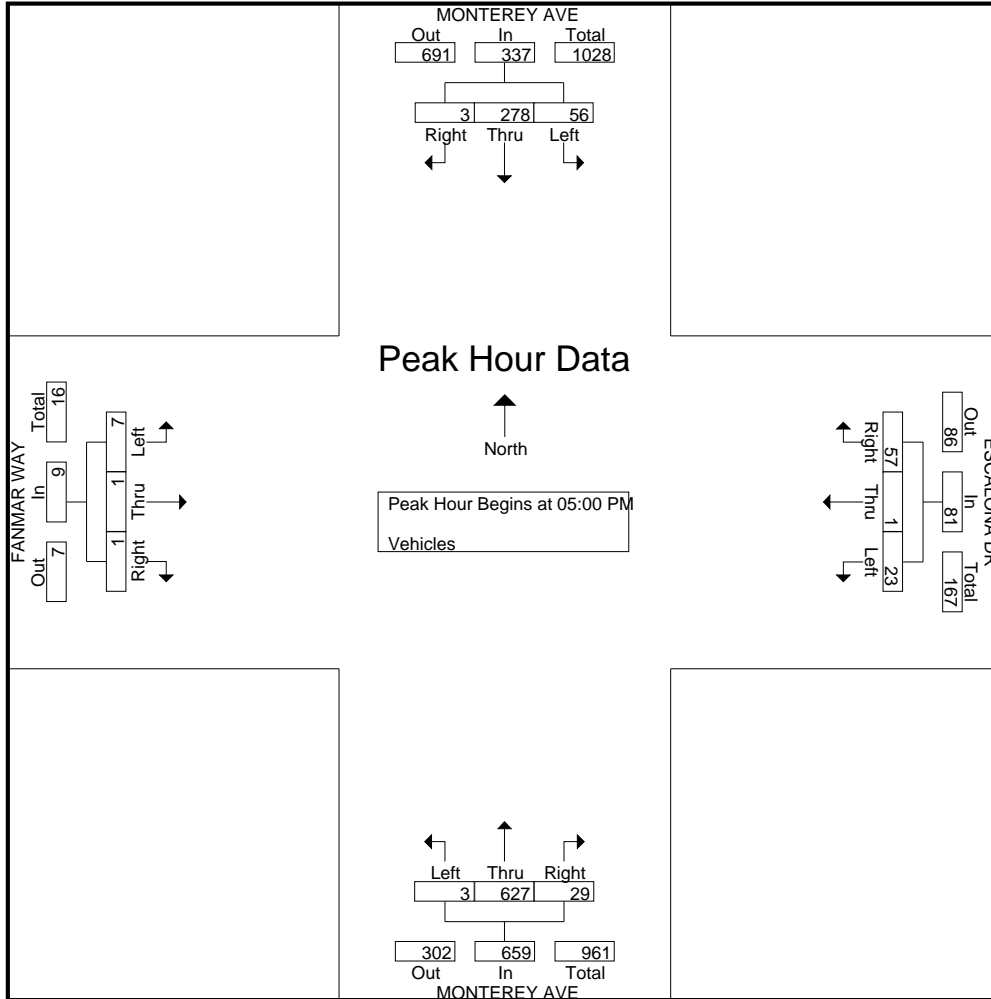 MONTEREY AVE
Out In Total
691 337 1028
3 278 56
Right Thru Left
Peak Hour Data
North
Peak Hour Begins at 05:00 PM
Vehicles
FANMAR WAY
Out In Total
7 9 16
Left Thru Right
7 1 1
ESCALONA DR
Out In Total
86 81 167
Right Thru Left
57 1 23
Left Thru Right
3 627 29
302 659 961
Out In Total
MONTEREY AVE